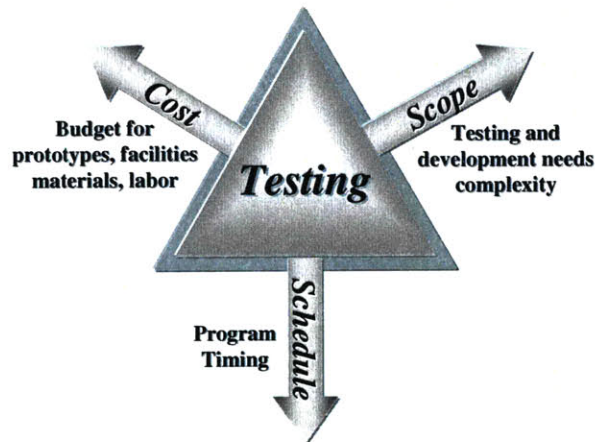 Cost
Scope
Budget for
prototypes, facilities
materials, labor
Testing and
development needs
complexity
Testing
Schedule
Program
Timing